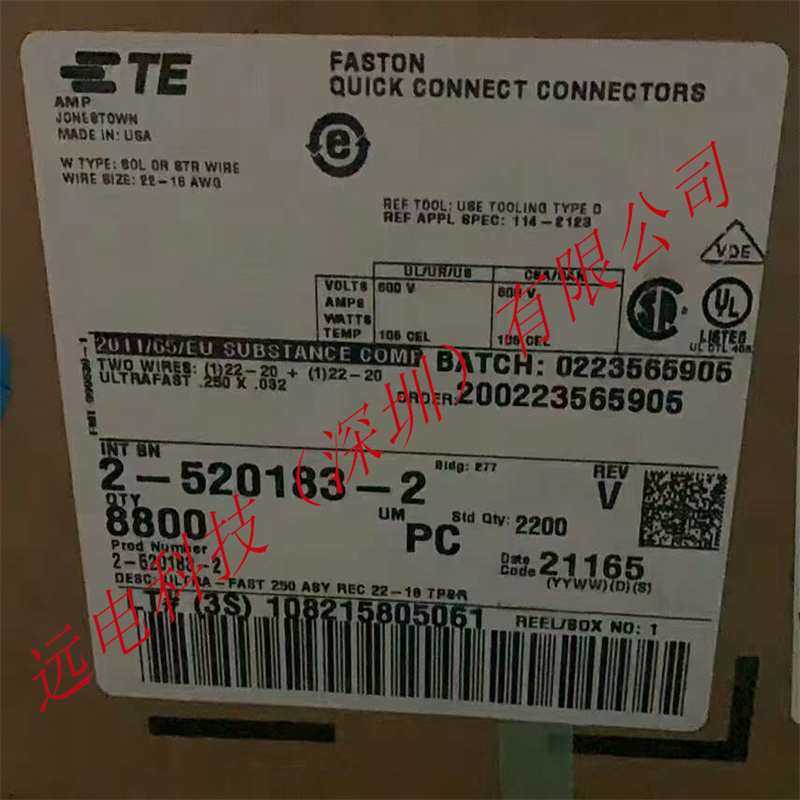 TE
AMP
JONESTOWN
MADE IN: USA
W TYPE: SOL OR STR WIRE
WIRE SIZE: 22-18 AWG
FASTON
QUICK CONNECT CONNECTORS
e
REF TOOL: USE TOOLING TYPE D
REF APPL SPEC: 114-2123
VDE
UL/UR/US
VOLTS 600 V
AMPS
WATTS
TEMP 105 CEL 105 CEL
SA
UL
LISTED
2011/65/EU SUBSTANCE COMP
TWO WIRES: (1)22-20 + (1)22-20
ULTRAFAST .250 X .032
BATCH: 0223565905
ORDER: 200223565905
INT SN
2-520183-2
Bldg: 277
REV
V
QTY
8800
UM
PC
Std Qty: 2200
Prod Number
2-520183-2
Date
Code 21165
(YYWW)(D)(S)
DESC: ULTRA-FAST 250 ASY REC 22-18 TPBR
LT# (3S) 108215805061
REEL/BOX NO: 1
远电科技（深圳）有限公司